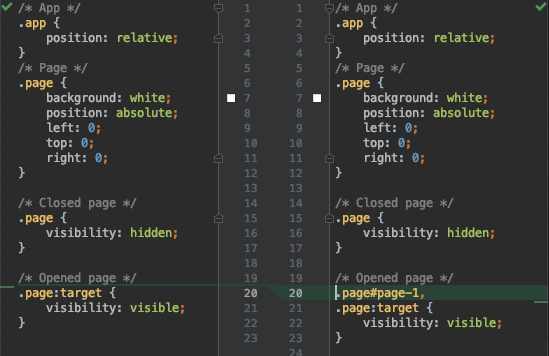 /* App */
.app {
    position: relative;
}
/* Page */
.page {
    background: white;
    position: absolute;
    left: 0;
    top: 0;
    right: 0;
}

/* Closed page */
.page {
    visibility: hidden;
}

/* Opened page */
.page:target {
    visibility: visible;
}
1
2
3
4
5
6
7
8
9
10
11
12
13
14
15
16
17
18
19
20
21
22
23
1
2
3
4
5
6
7
8
9
10
11
12
13
14
15
16
17
18
19
20
21
22
23
24
/* App */
.app {
    position: relative;
}
/* Page */
.page {
    background: white;
    position: absolute;
    left: 0;
    top: 0;
    right: 0;
}

/* Closed page */
.page {
    visibility: hidden;
}

/* Opened page */
.page#page-1,
.page:target {
    visibility: visible;
}